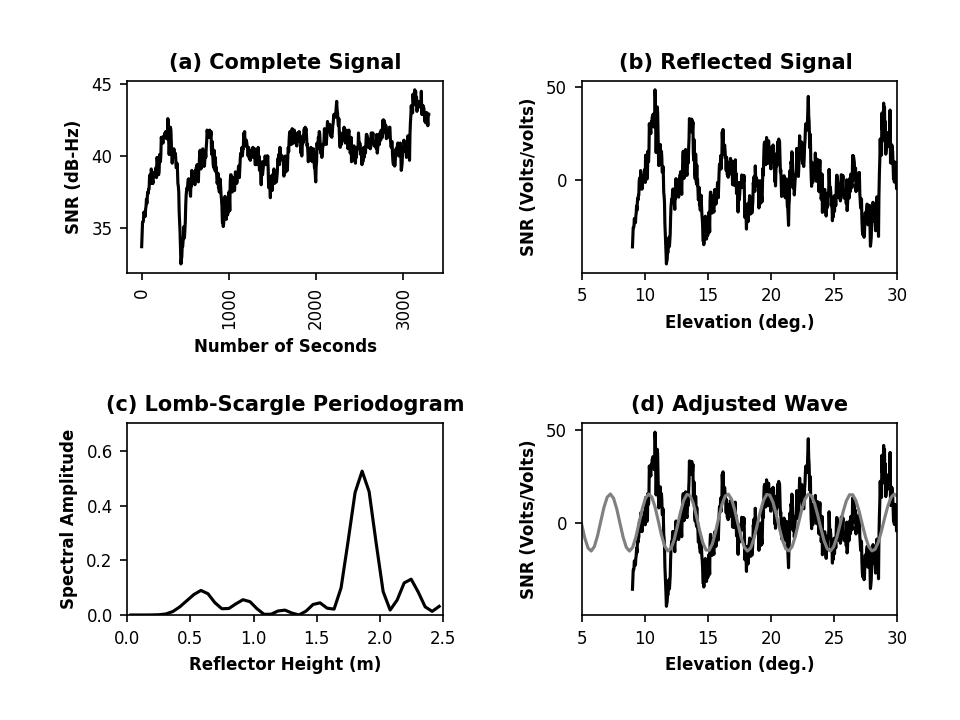 (a) Complete Signal
SNR (dB-Hz)
45
40
35
0
1000
2000
3000
Number of Seconds
(b) Reflected Signal
SNR (Volts/volts)
50
0
5
10
15
20
25
30
Elevation (deg.)
(c) Lomb-Scargle Periodogram
Spectral Amplitude
0.6
0.4
0.2
0.0
0.0
0.5
1.0
1.5
2.0
2.5
Reflector Height (m)
(d) Adjusted Wave
SNR (Volts/Volts)
50
0
5
10
15
20
25
30
Elevation (deg.)